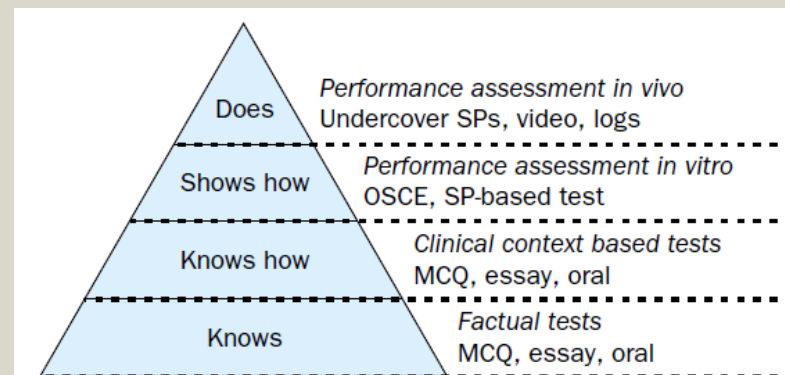 Does
Performance assessment in vivo
Undercover SPs, video, logs
Shows how
Performance assessment in vitro
OSCE, SP-based test
Knows how
Clinical context based tests
MCQ, essay, oral
Knows
Factual tests
MCQ, essay, oral